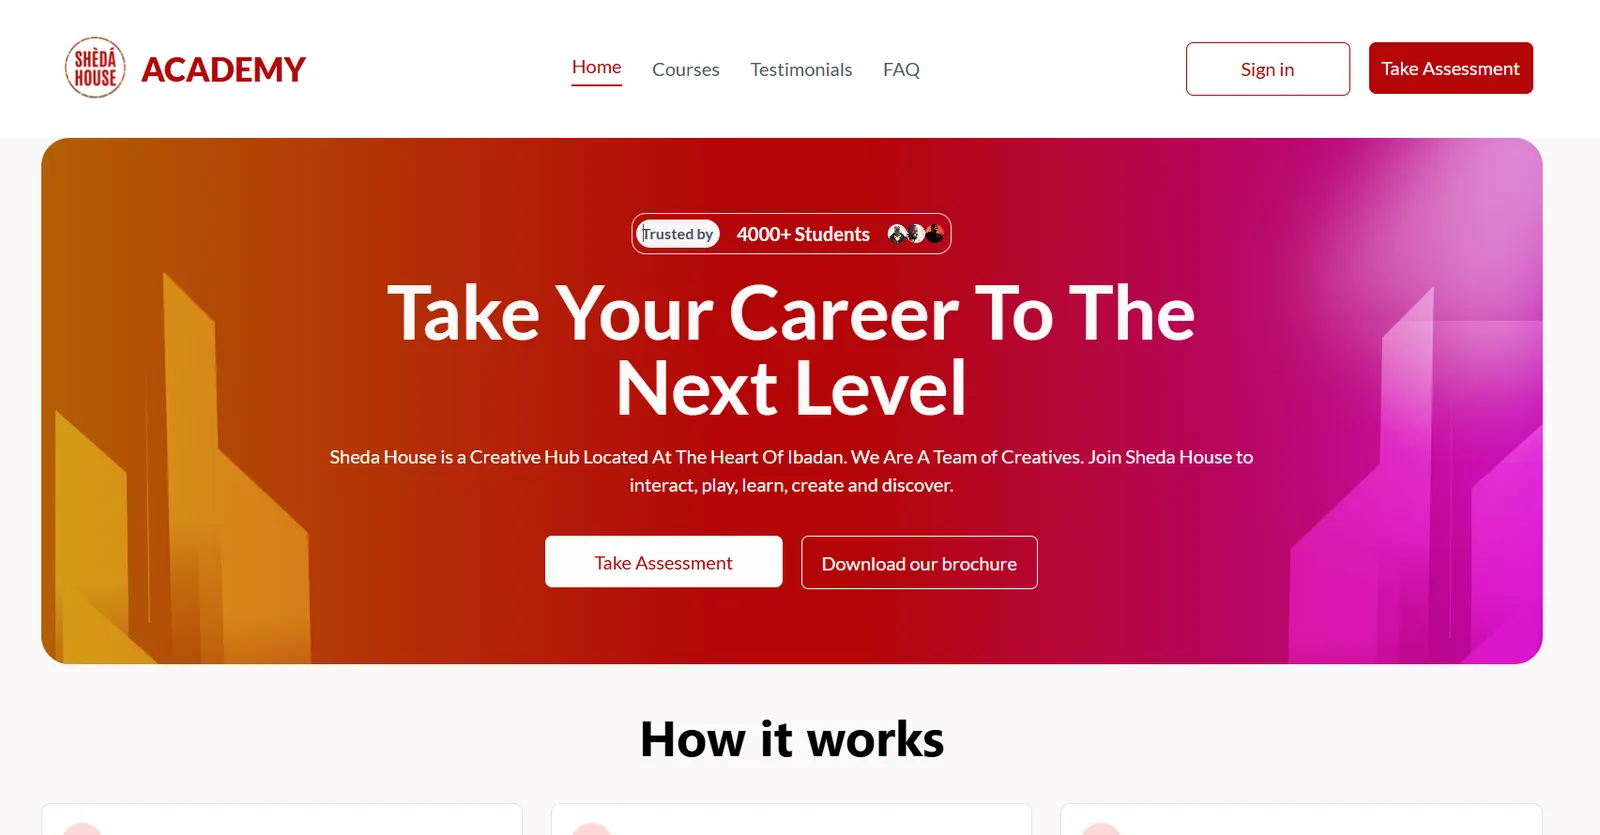 SHÈDÁ
HOUSE
ACADEMY
Home
Courses
Testimonials
FAQ
Sign in
Take Assessment
Trusted by
4000+ Students
Take Your Career To The
Next Level
Sheda House is a Creative Hub Located At The Heart Of Ibadan. We Are A Team of Creatives. Join Sheda House to
interact, play, learn, create and discover.
Take Assessment
Download our brochure
How it works